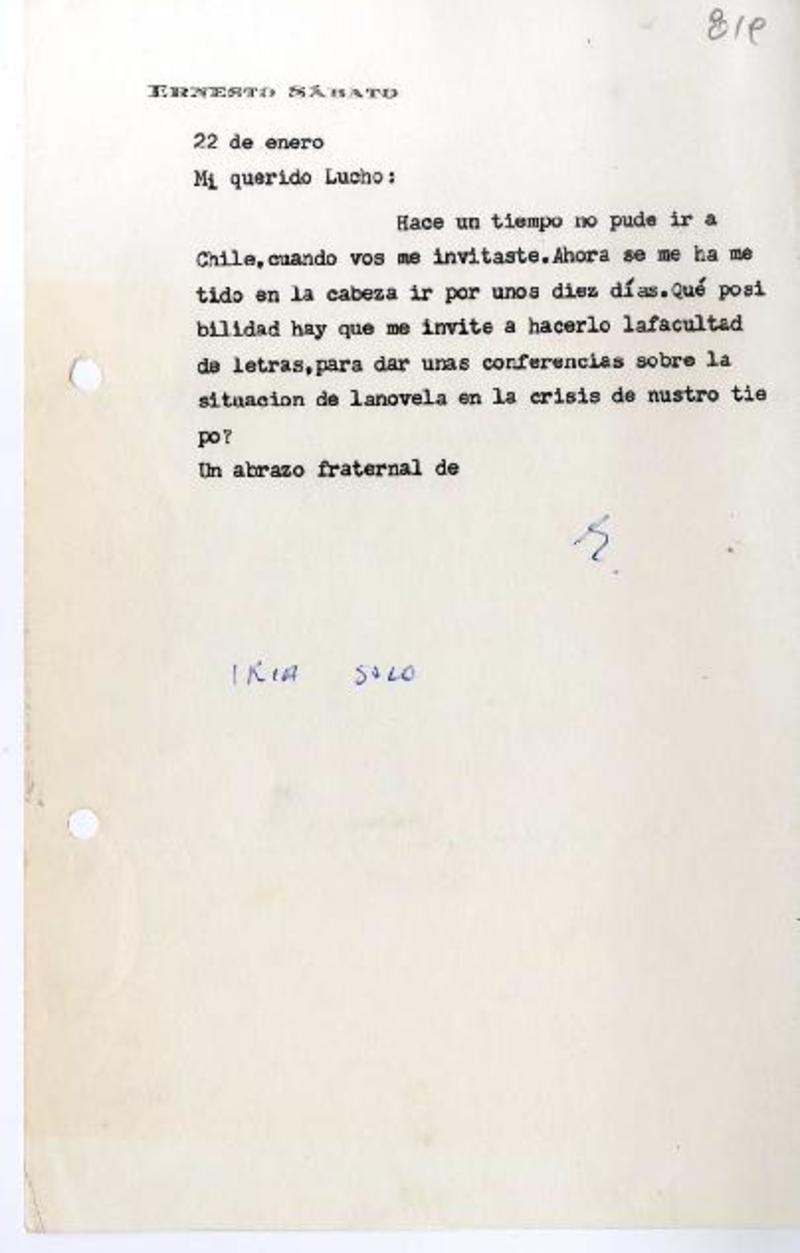 ERNESTO SÁBATO
22 de enero
Mi querido Lucho:
Hace un tiempo no pude ir a
Chile,cuando vos me invitaste.Ahora se me ha me
tido en la cabeza ir por unos diez días.Qué posi
bilidad hay que me invite a hacerlo lafacultad
de letras,para dar unas conferencias sobre la
situacion de lanovela en la crisis de nustro tie
po?
Un abrazo fraternal de
IRIA SOLO